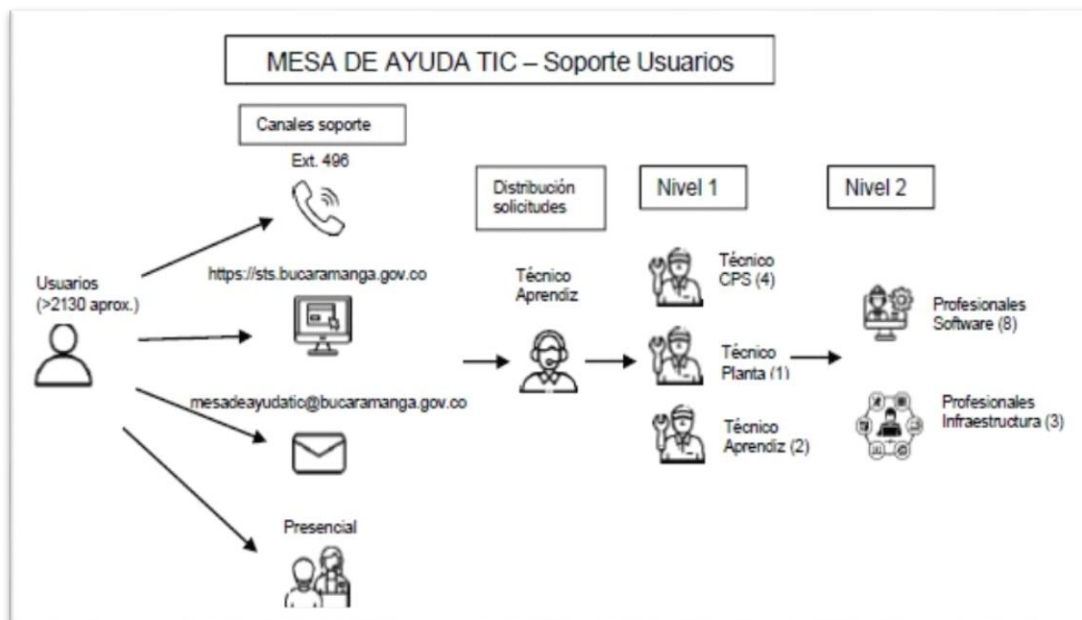 MESA DE AYUDA TIC – Soporte Usuarios
Canales soporte
Ext. 496
https://sts.bucaramanga.gov.co
mesadeayudatic@bucaramanga.gov.co
Presencial
Usuarios
(>2130 aprox.)
Distribución
solicitudes
Técnico
Aprendiz
Nivel 1
Técnico
CPS (4)
Técnico
Planta (1)
Técnico
Aprendiz (2)
Nivel 2
Profesionales
Software (8)
Profesionales
Infraestructura (3)